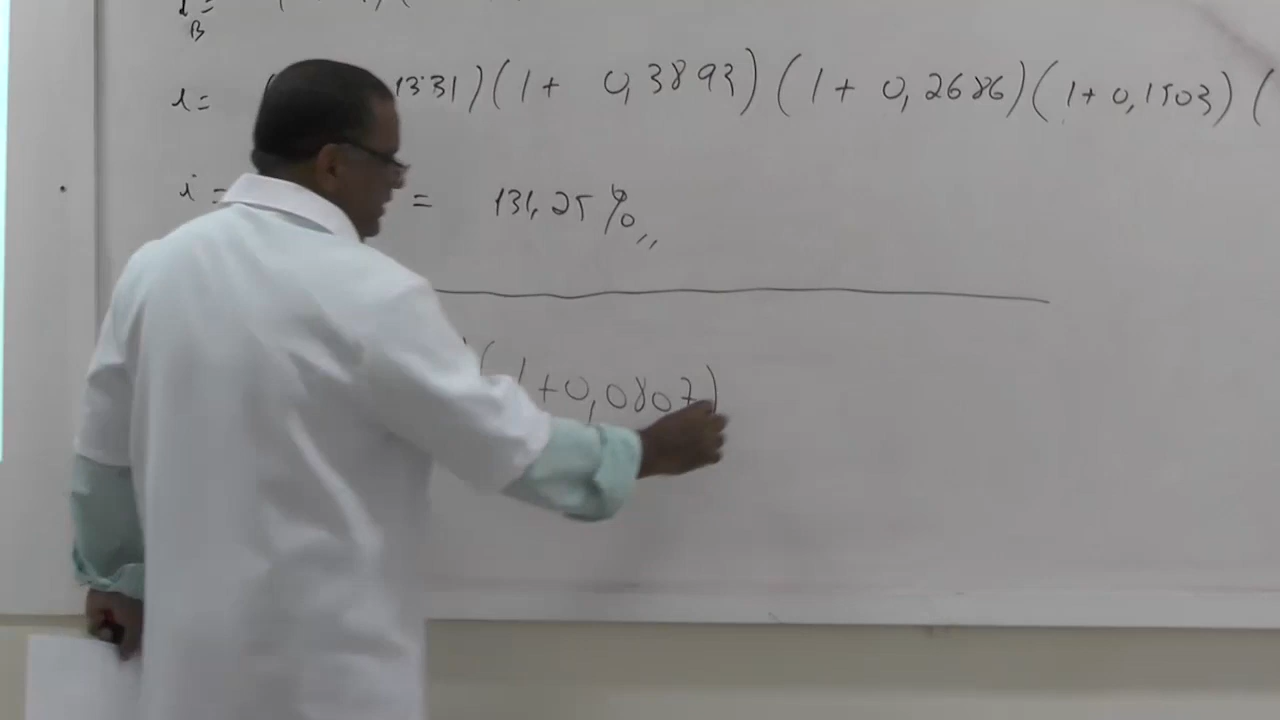 i =
B
i = 1331)(1 + 0,3893)(1 + 0,2686)(1 + 0,1503)(
i = = 131,25 %,,
(1 + 0,0807)